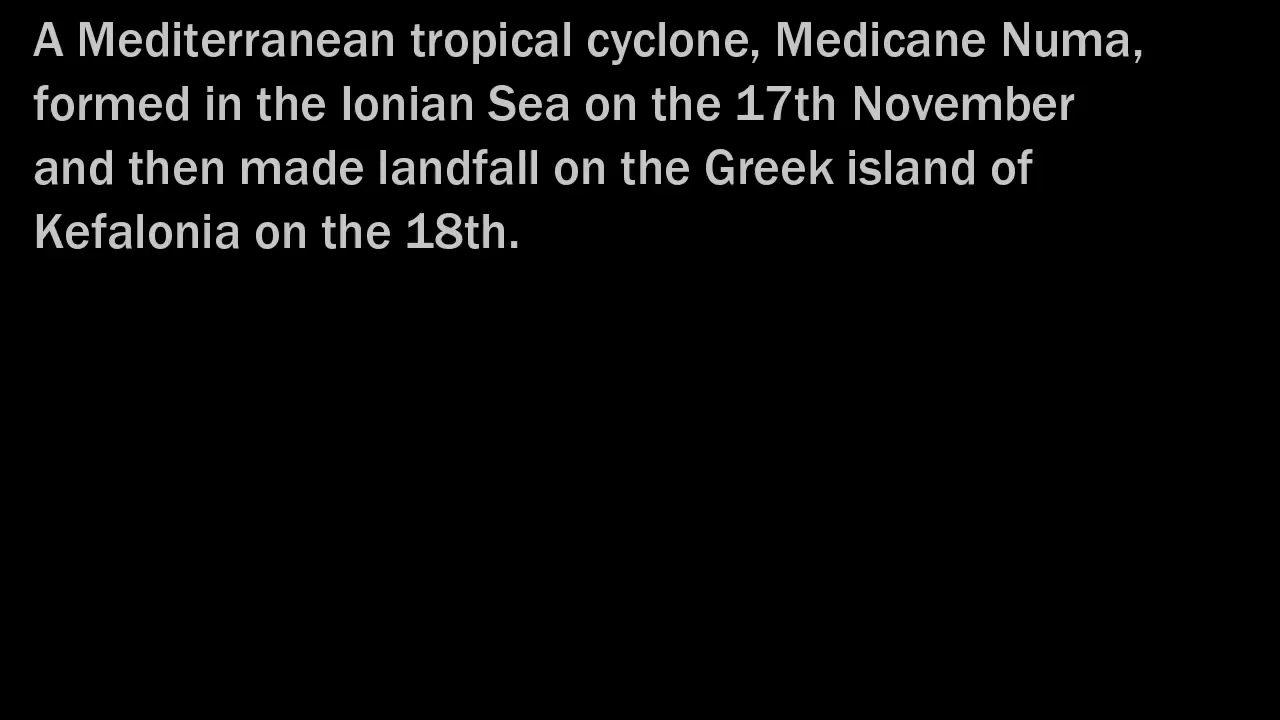 A Mediterranean tropical cyclone, Medicane Numa,
formed in the Ionian Sea on the 17th November
and then made landfall on the Greek island of
Kefalonia on the 18th.